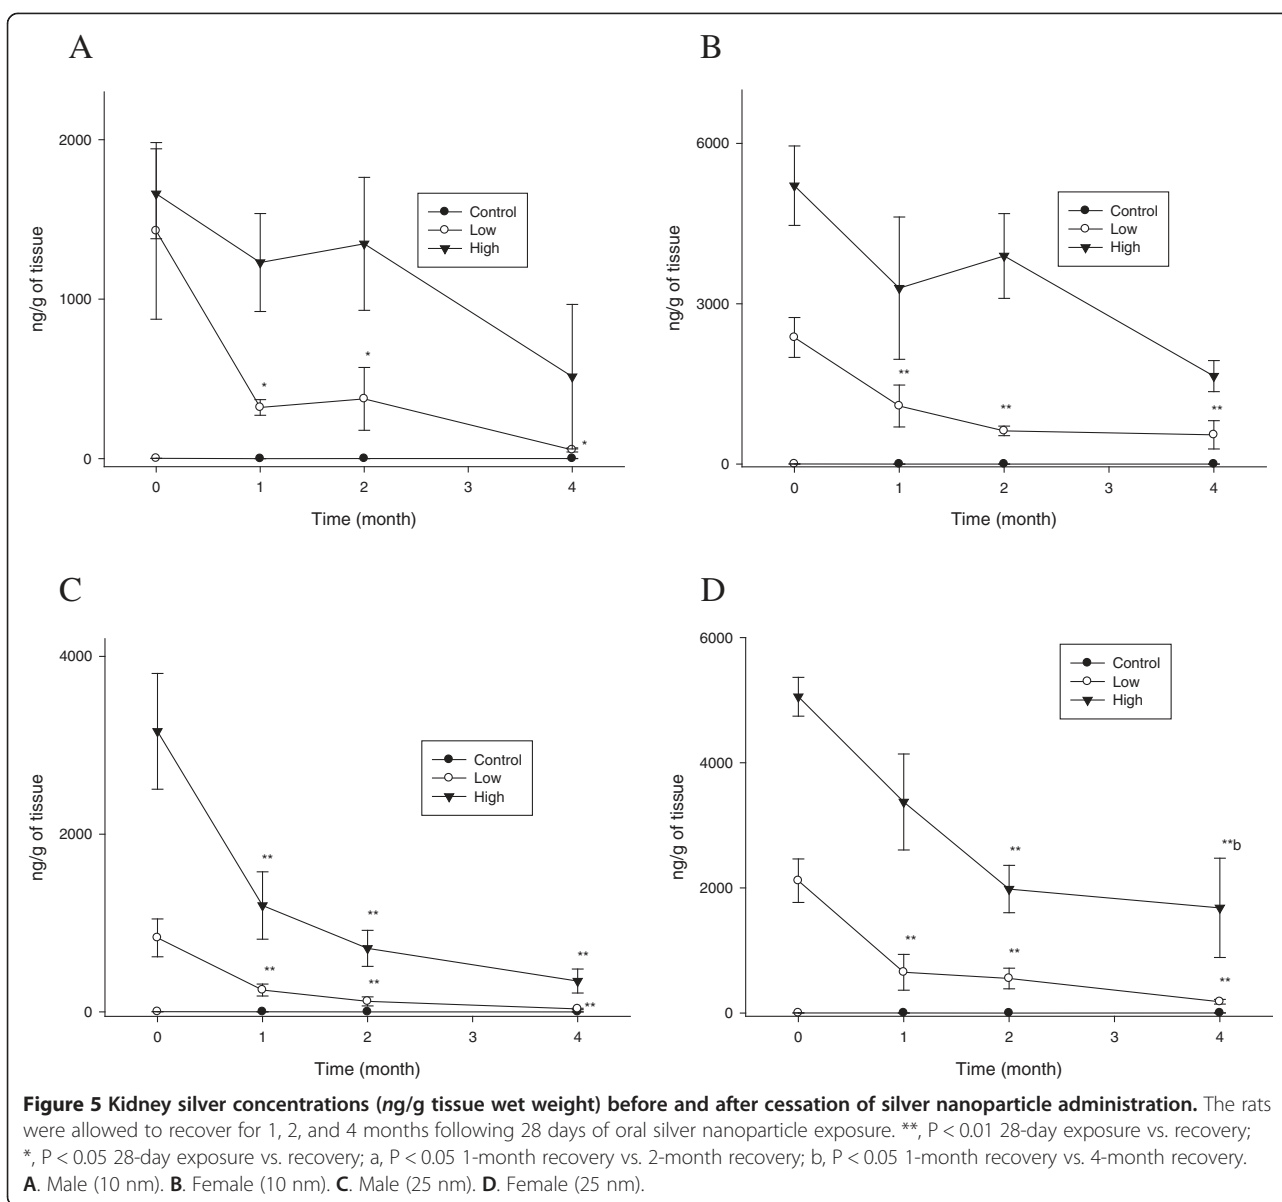 A
2000
1000
0
ng/g of tissue
Control
Low
High
*
*
*
0 1 2 3 4
Time (month)
B
6000
3000
0
ng/g of tissue
Control
Low
High
**
**
**
0 1 2 3 4
Time (month)
C
4000
2000
0
ng/g of tissue
Control
Low
High
**
**
**
**
**
**
0 1 2 3 4
Time (month)
D
6000
4000
2000
0
ng/g of tissue
Control
Low
High
**
**b
**
**
**
0 1 2 3 4
Time (month)
Figure 5 Kidney silver concentrations (ng/g tissue wet weight) before and after cessation of silver nanoparticle administration. The rats
were allowed to recover for 1, 2, and 4 months following 28 days of oral silver nanoparticle exposure. **, P < 0.01 28-day exposure vs. recovery;
*, P < 0.05 28-day exposure vs. recovery; a, P < 0.05 1-month recovery vs. 2-month recovery; b, P < 0.05 1-month recovery vs. 4-month recovery.
A. Male (10 nm). B. Female (10 nm). C. Male (25 nm). D. Female (25 nm).